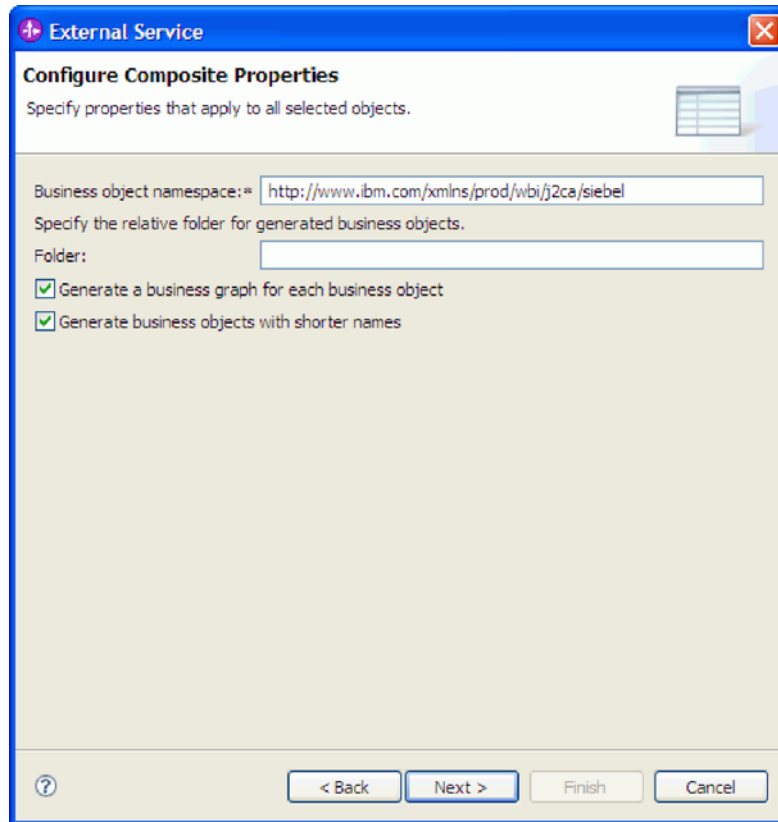 External Service
Configure Composite Properties
Specify properties that apply to all selected objects.
Business object namespace:* http://www.ibm.com/xmlns/prod/wbi/j2ca/siebel
Specify the relative folder for generated business objects.
Folder:
Generate a business graph for each business object
Generate business objects with shorter names
? < Back Next > Finish Cancel